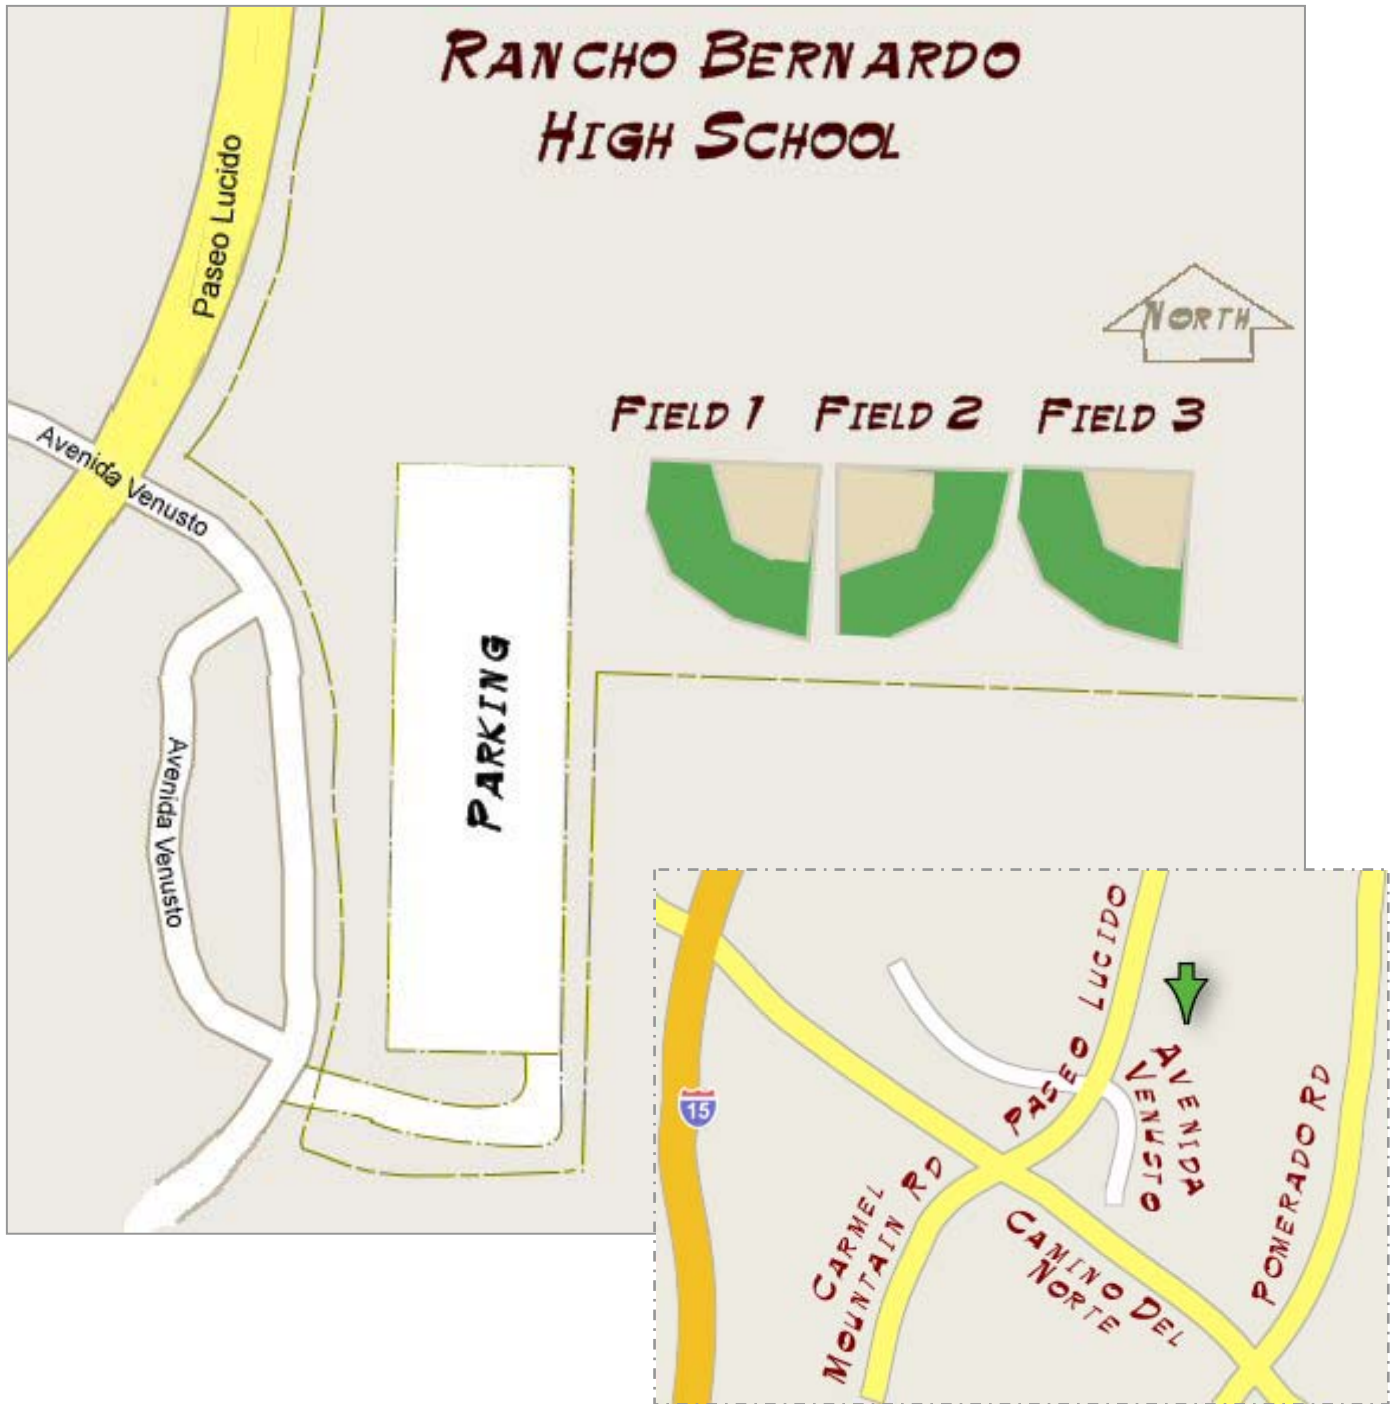 RANCHO BERNARDO
HIGH SCHOOL
Paseo Lucido
NORTH
FIELD 1
FIELD 2
FIELD 3
Avenida Venusto
PARKING
Avenida Venusto
PASEO LUCIDO
15
AVENIDA
VENUSTO
POMERADO RD
CARMEL
MOUNTAIN RD
CAMINO DEL
NORTE